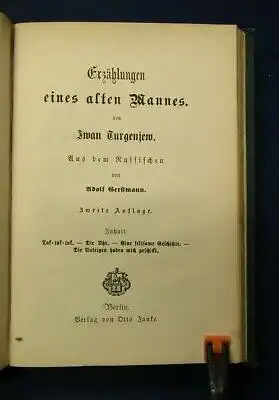 Erzählungen
eines alten Mannes.
von
Iwan Turgenjew.
Aus dem Russischen
von
Adolf Gerstmann.
Zweite Auflage.
Inhalt:
Tuk-tuk-tuk. — Die Uhr. — Eine seltsame Geschichte. —
Die Unsrigen haben mich geschickt.
Berlin.
Verlag von Otto Janke.